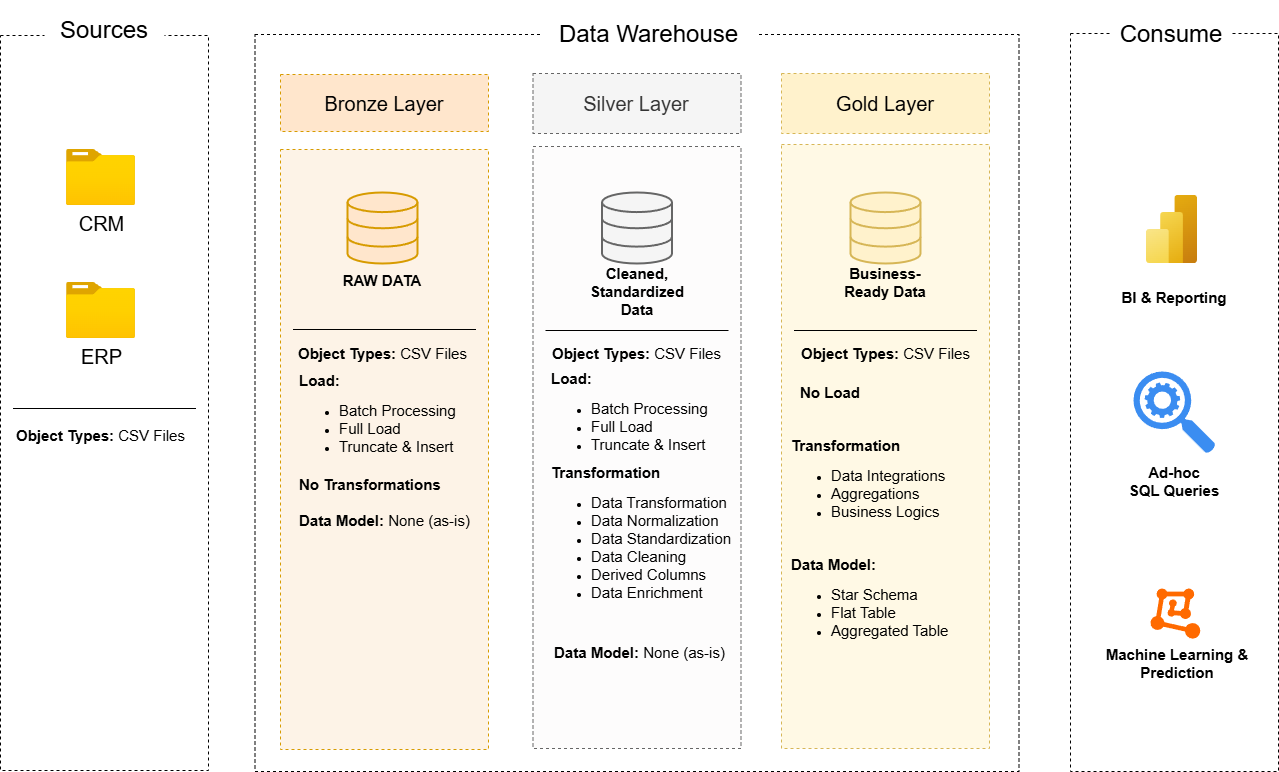 Sources
CRM
ERP
Object Types: CSV Files
Data Warehouse
Bronze Layer
RAW DATA
Object Types: CSV Files
Load:
Batch Processing
Full Load
Truncate & Insert
No Transformations
Data Model: None (as-is)
Silver Layer
Cleaned,
Standardized
Data
Object Types: CSV Files
Load:
Batch Processing
Full Load
Truncate & Insert
Transformation
Data Transformation
Data Normalization
Data Standardization
Data Cleaning
Derived Columns
Data Enrichment
Data Model: None (as-is)
Gold Layer
Business-
Ready Data
Object Types: CSV Files
No Load
Transformation
Data Integrations
Aggregations
Business Logics
Data Model:
Star Schema
Flat Table
Aggregated Table
Consume
BI & Reporting
Ad-hoc
SQL Queries
Machine Learning &
Prediction